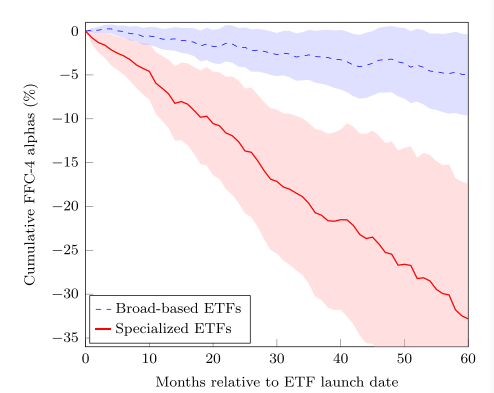 0
−5
−10
−15
−20
−25
−30
−35
Cumulative FFC-4 alphas (%)
Broad-based ETFs
Specialized ETFs
0 10 20 30 40 50 60
Months relative to ETF launch date